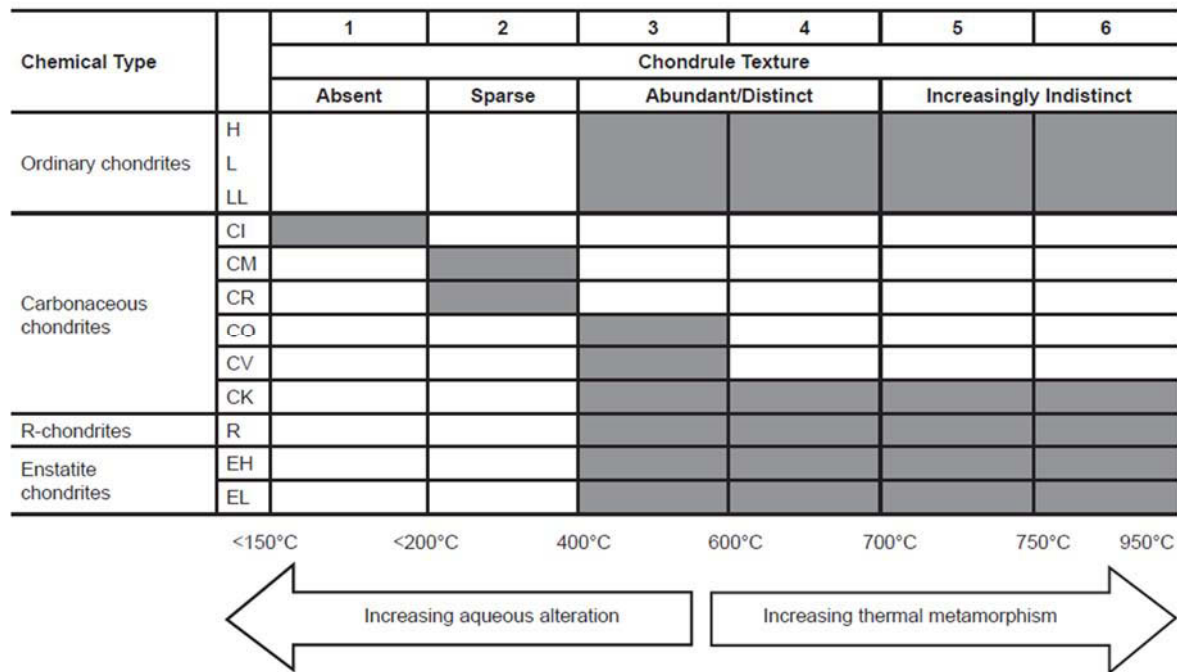 1 2 3 4 5 6
Chemical Type
Chondrule Texture
Absent Sparse Abundant/Distinct Increasingly Indistinct
Ordinary chondrites
H
L
LL
Carbonaceous
chondrites
CI
CM
CR
CO
CV
CK
R-chondrites R
Enstatite
chondrites
EH
EL
<150°C <200°C 400°C 600°C 700°C 750°C 950°C
Increasing aqueous alteration Increasing thermal metamorphism